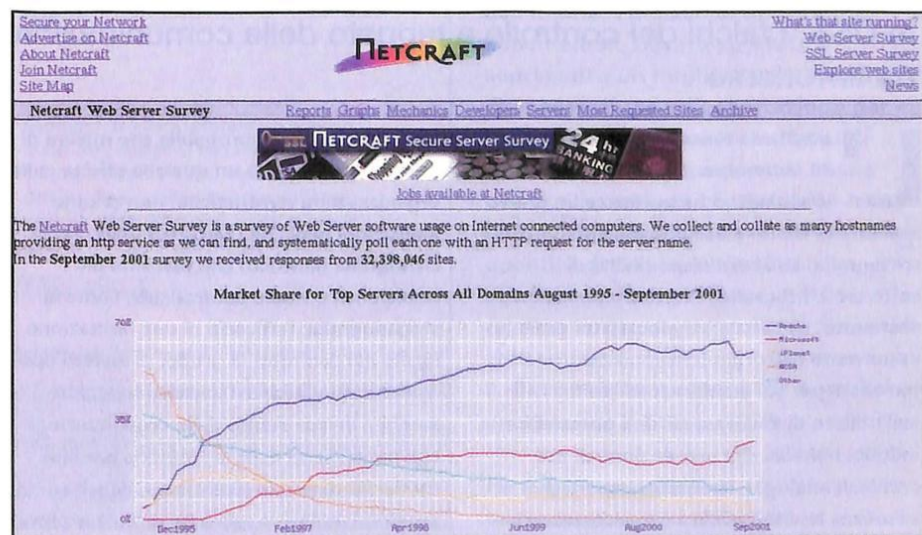 Secure your Network
What's that site running?
Advertise on Netcraft
Web Server Survey
About Netcraft
SSL Server Survey
Join Netcraft
Explore web sites
Site Map
News
NETCRAFT
Netcraft Web Server Survey
Reports Graphs Mechanics Developers Servers Most Requested Sites Archive
NETCRAFT Secure Server Survey
24 hr
BANKING
Jobs available at Netcraft
The Netcraft Web Server Survey is a survey of Web Server software usage on Internet connected computers. We collect and collate as many hostnames
providing an http service as we can find, and systematically poll each one with an HTTP request for the server name.
In the September 2001 survey we received responses from 32,398,046 sites.
Market Share for Top Servers Across All Domains August 1995 - September 2001
70%
35%
0%
Apache
Microsoft
iPlanet
NCSA
Other
Dec1995
Feb1997
Apr1998
Jun1999
Aug2000
Sep2001